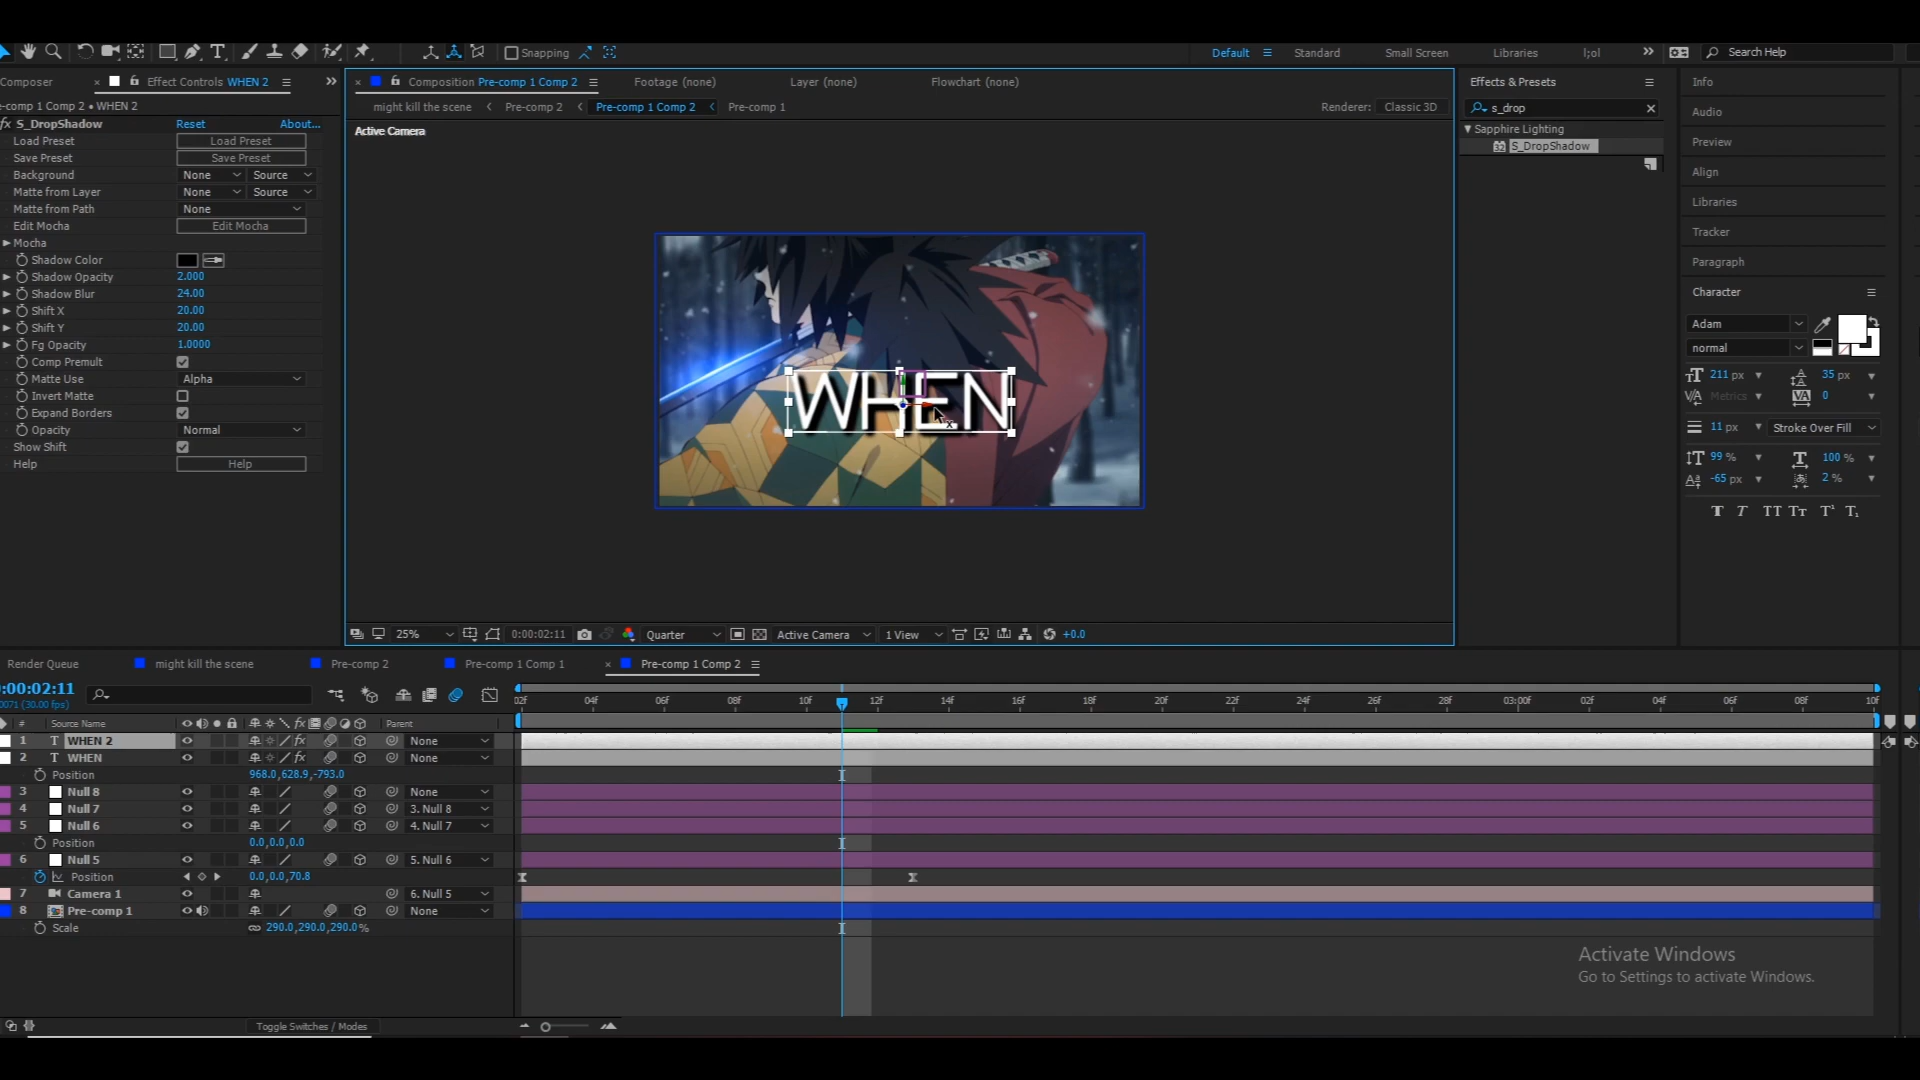 Snapping
Default
Standard
Small Screen
Libraries
l;ol
Search Help
Composer
Effect Controls WHEN 2
Composition Pre-comp 1 Comp 2
Footage (none)
Layer (none)
Flowchart (none)
Effects & Presets
Info
-comp 1 Comp 2 • WHEN 2
might kill the scene
Pre-comp 2
Pre-comp 1 Comp 2
Pre-comp 1
Renderer: Classic 3D
s_drop
Audio
fx S_DropShadow Reset About...
Active Camera
Sapphire Lighting
S_DropShadow
Load Preset Load Preset
Save Preset Save Preset
Background None Source
Matte from Layer None Source
Matte from Path None
Edit Mocha Edit Mocha
Mocha
Shadow Color
Shadow Opacity 2.000
Shadow Blur 24.00
Shift X 20.00
Shift Y 20.00
Fg Opacity 1.0000
Comp Premult
Matte Use Alpha
Invert Matte
Expand Borders
Opacity Normal
Show Shift
Help Help
WHEN
Preview
Align
Libraries
Tracker
Paragraph
Character
Adam
normal
211 px 35 px
Metrics 0
11 px Stroke Over Fill
99 % 100 %
-65 px 2 %
T T TT Tt T¹ T₁
25% 0:00:02:11 Quarter Active Camera 1 View +0.0
Render Queue
might kill the scene
Pre-comp 2
Pre-comp 1 Comp 1
Pre-comp 1 Comp 2
:00:02:11
0071 (30.00 fps)
02f 04f 06f 08f 10f 12f 14f 16f 18f 20f 22f 24f 26f 28f 03:00f 02f 04f 06f 08f 10f
# Source Name Parent
1 T WHEN 2 fx None
2 T WHEN fx None
Position 968.0,628.9,-793.0
3 Null 8 None
4 Null 7 3. Null 8
5 Null 6 4. Null 7
Position 0.0,0.0,0.0
6 Null 5 5. Null 6
Position 0.0,0.0,70.8
7 Camera 1 6. Null 5
8 Pre-comp 1 None
Scale 290.0,290.0,290.0%
Activate Windows
Go to Settings to activate Windows.
Toggle Switches / Modes